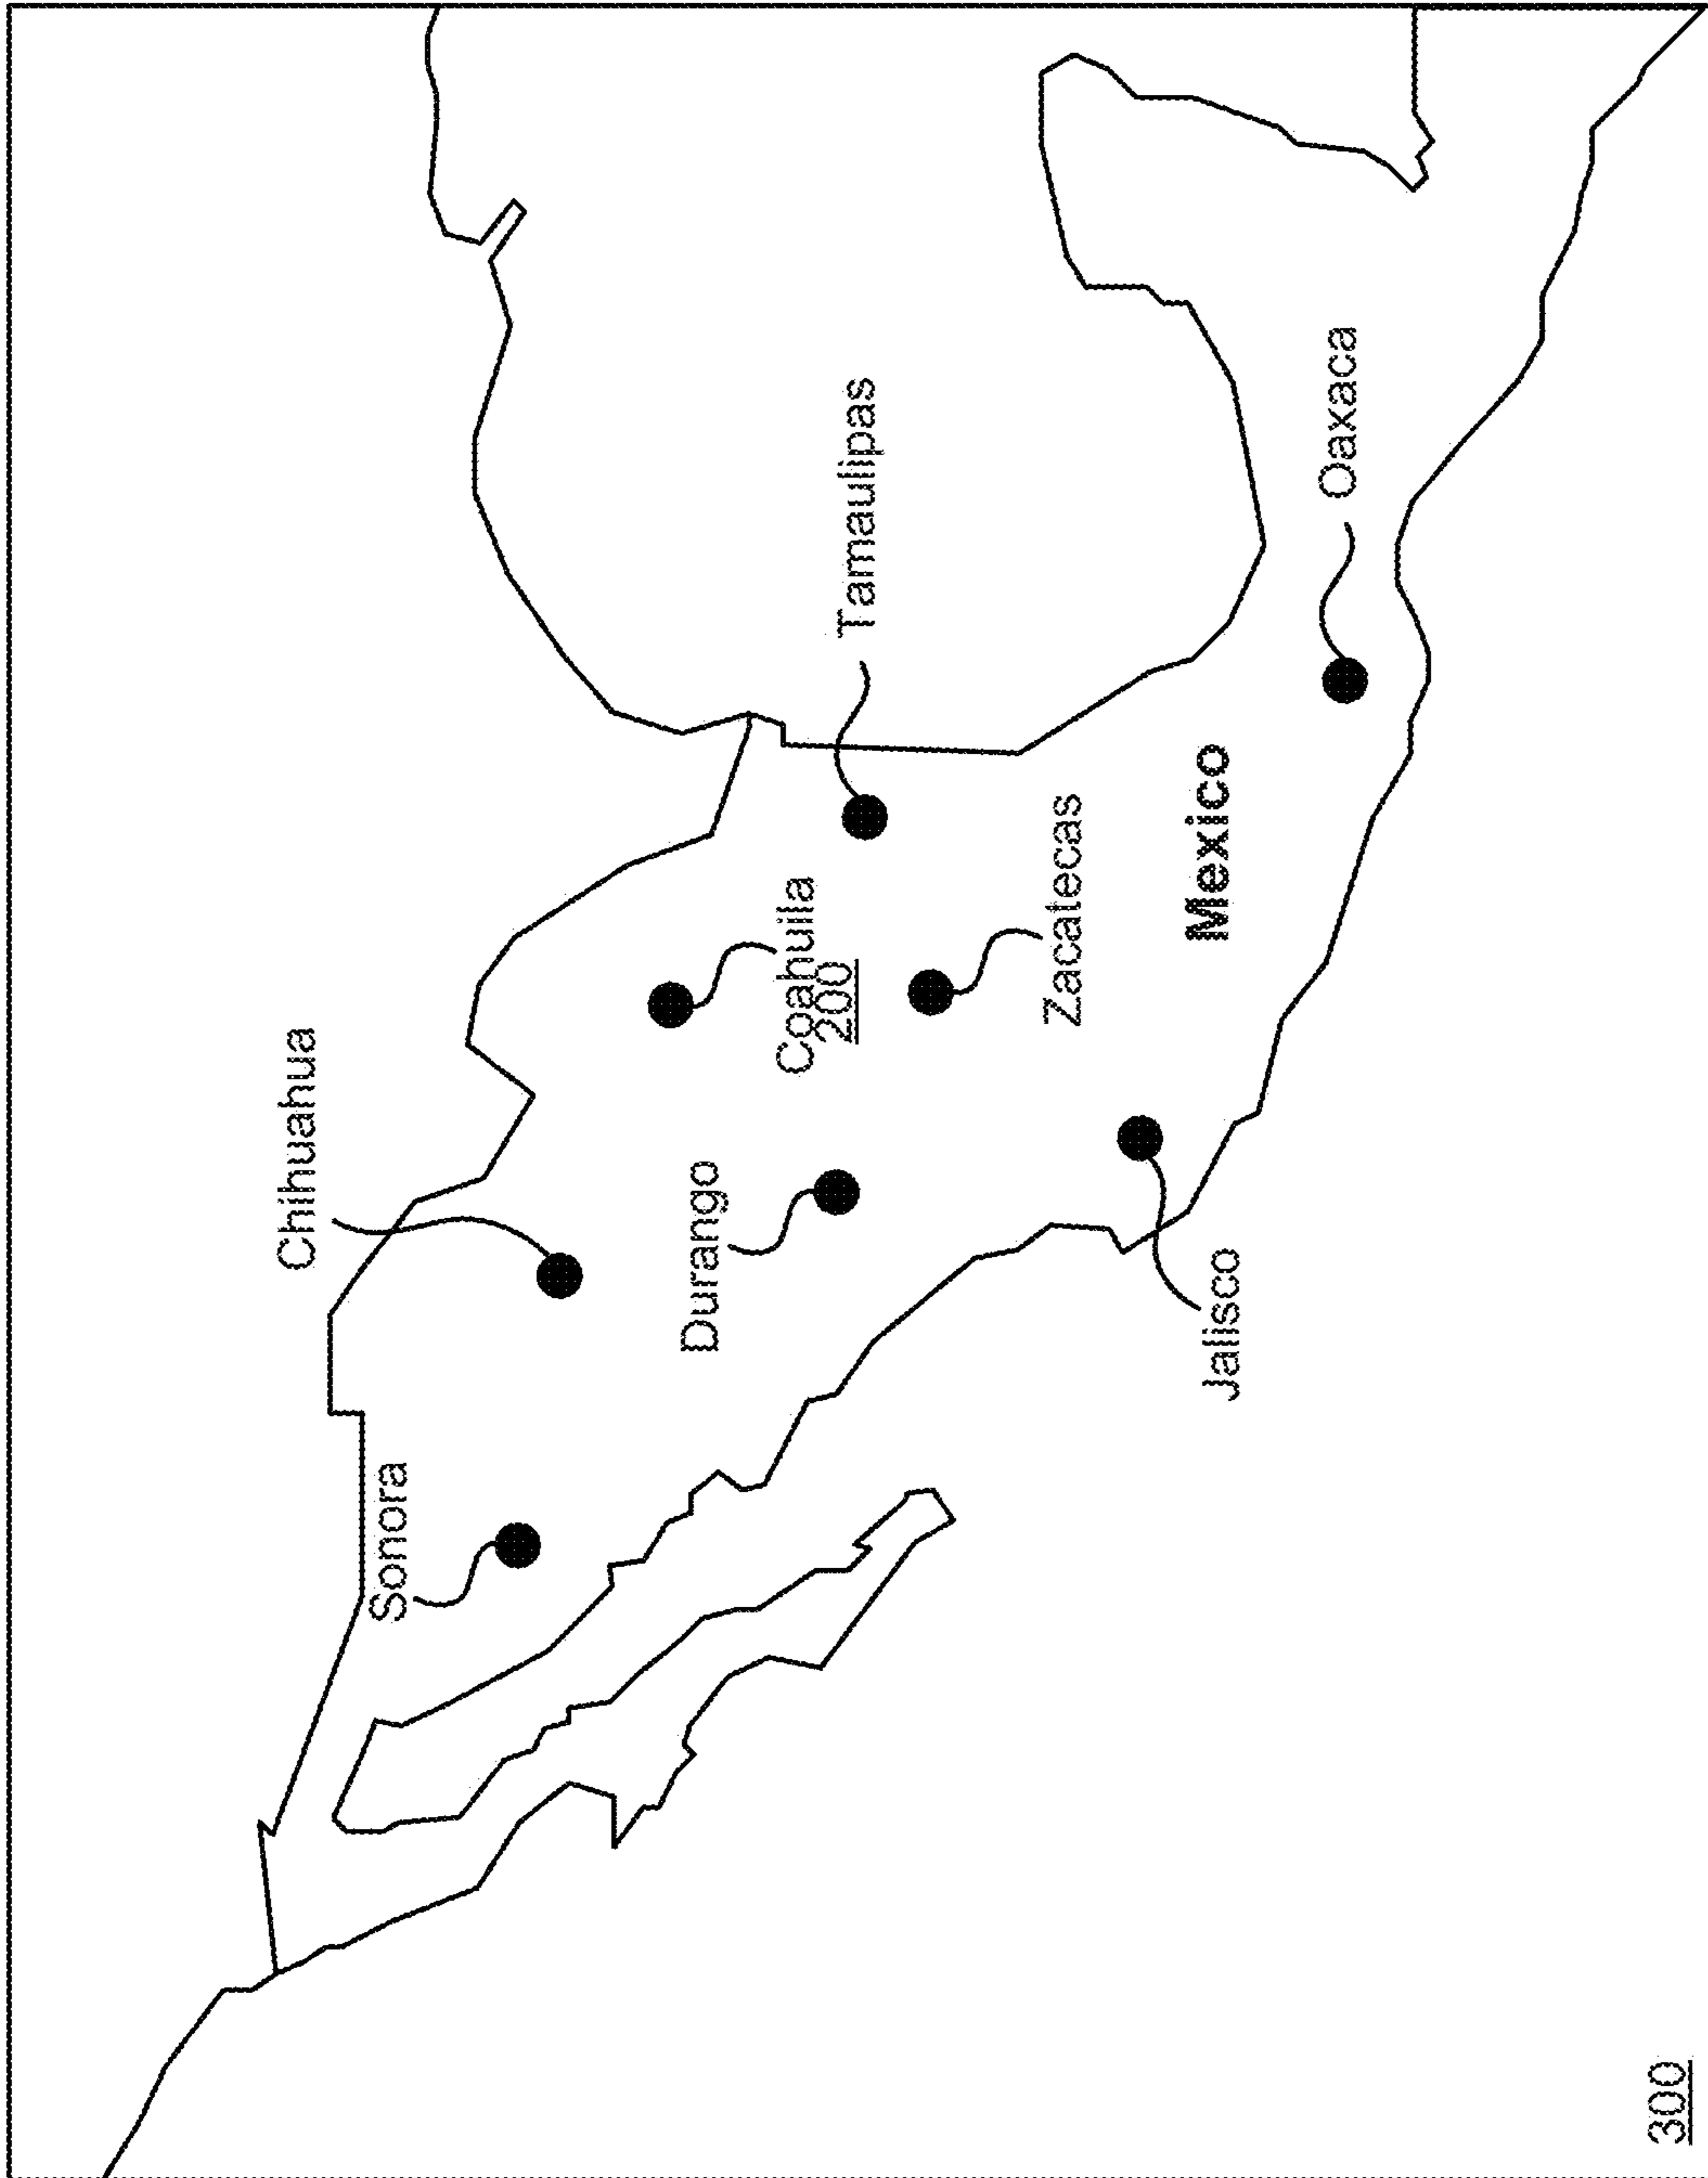 Chihuahua
Sonora
Coahuila
200
Durango
Tamaulipas
Zacatecas
Mexico
Jalisco
Oaxaca
300